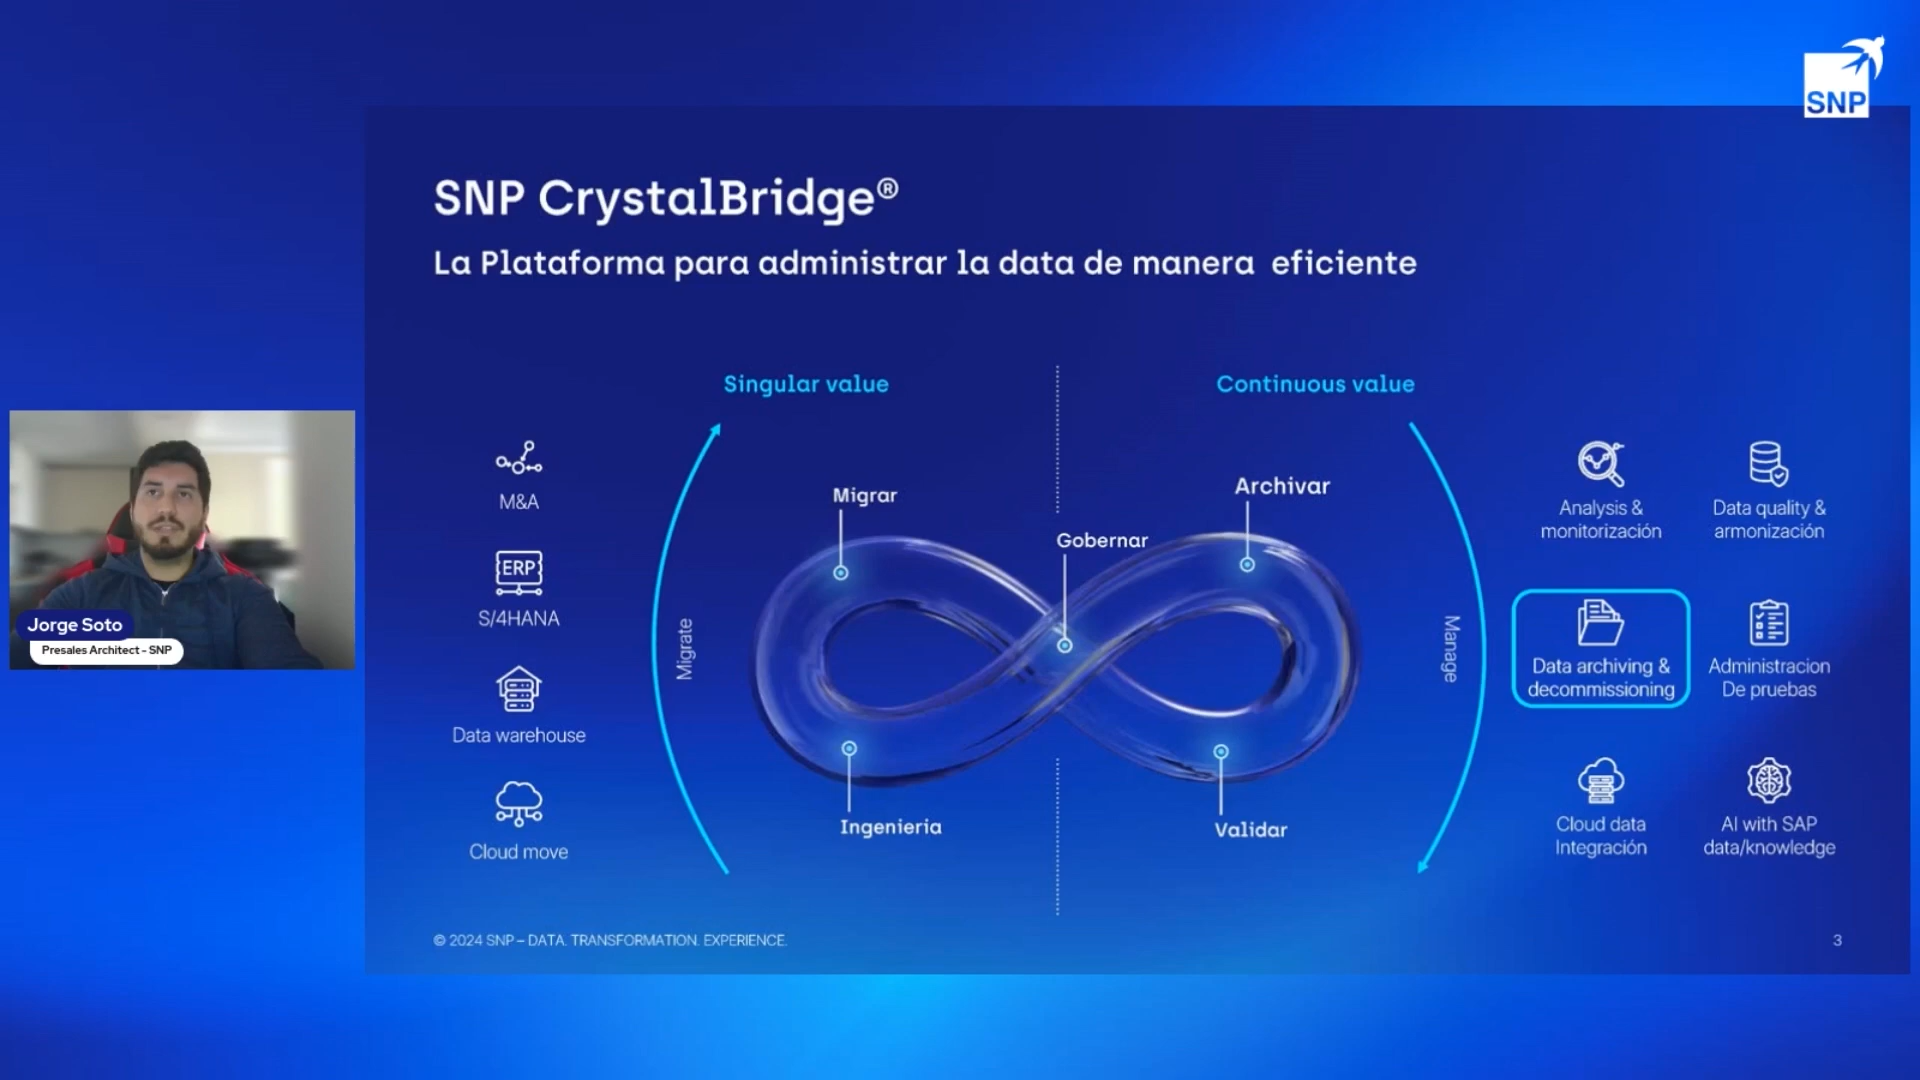 SNP
SNP CrystalBridge®
La Plataforma para administrar la data de manera eficiente
Singular value
Continuous value
M&A
ERP
S/4HANA
Data warehouse
Cloud move
Migrate
Migrar
Gobernar
Archivar
Ingenieria
Validar
Manage
Analysis &
monitorización
Data quality &
armonización
Data archiving &
decommissioning
Administracion
De pruebas
Cloud data
Integración
AI with SAP
data/knowledge
Jorge Soto
Presales Architect - SNP
© 2024 SNP – DATA. TRANSFORMATION. EXPERIENCE.
3